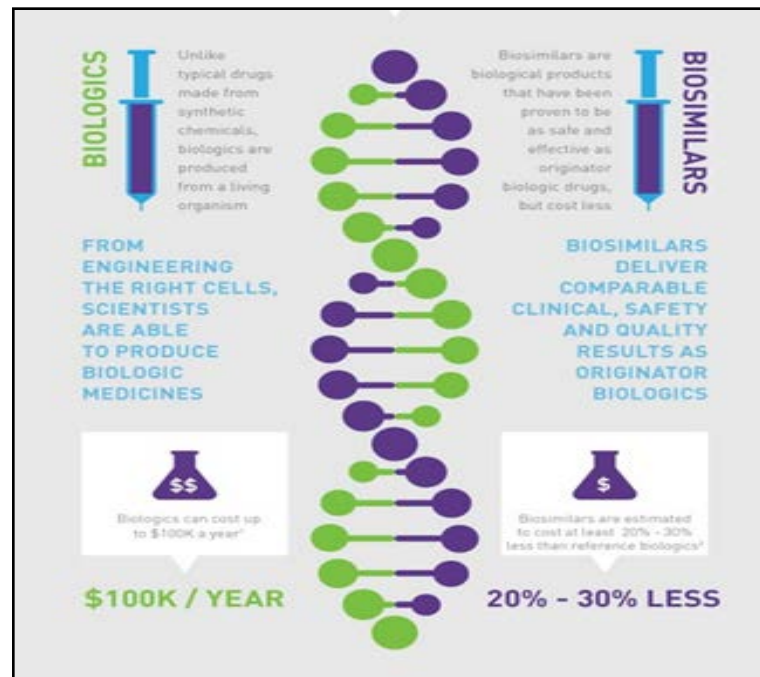 BIOLOGICS
Unlike
typical drugs
made from
synthetic
chemicals,
biologics are
produced
from a living
organism
FROM
ENGINEERING
THE RIGHT CELLS,
SCIENTISTS
ARE ABLE
TO PRODUCE
BIOLOGIC
MEDICINES
$$
Biologics can cost up
to $100K a year¹
$100K / YEAR
Biosimilars are
biological products
that have been
proven to be
as safe and
effective as
originator
biologic drugs,
but cost less
BIOSIMILARS
BIOSIMILARS
DELIVER
COMPARABLE
CLINICAL, SAFETY
AND QUALITY
RESULTS AS
ORIGINATOR
BIOLOGICS
$
Biosimilars are estimated
to cost at least 20% - 30%
less than reference biologics²
20% - 30% LESS